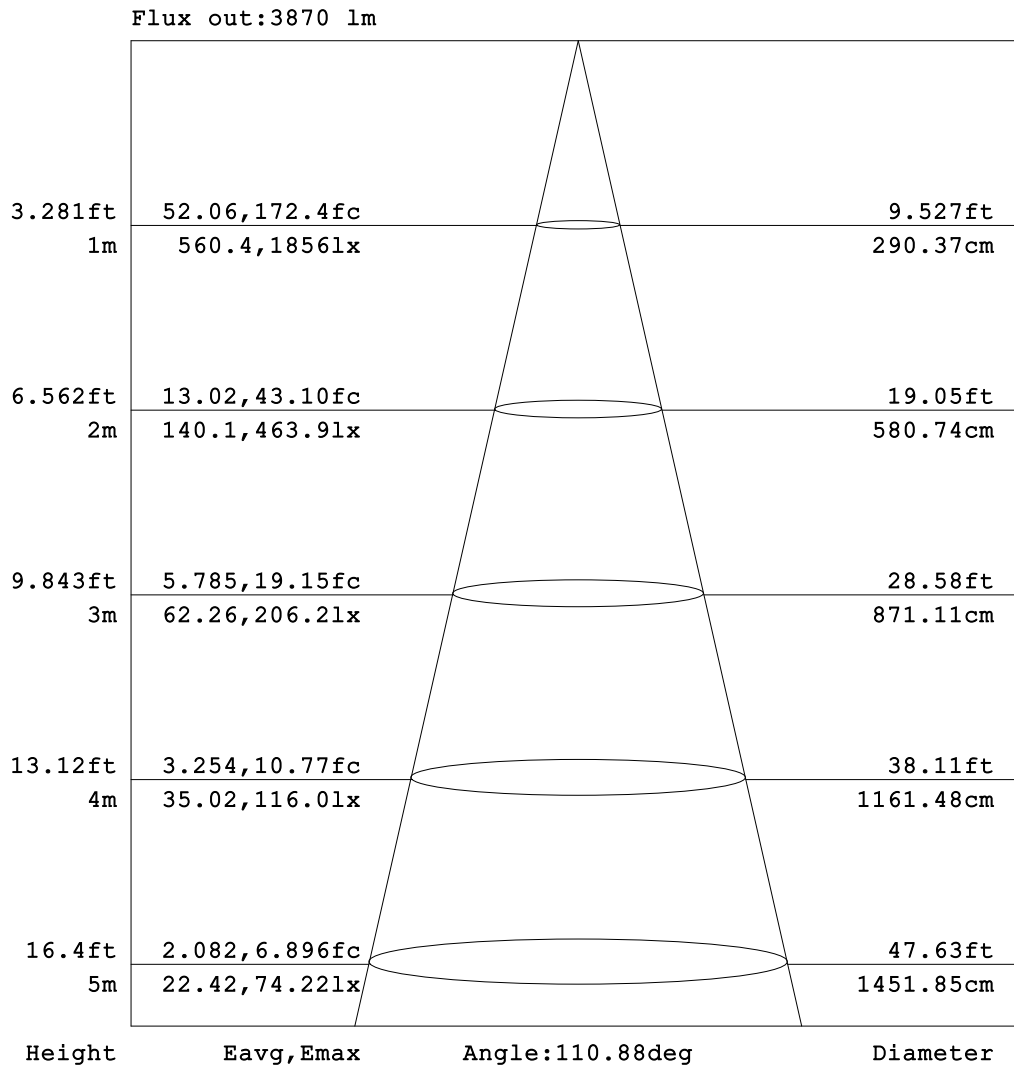 Flux out:3870 lm
3.281ft 52.06,172.4fc 9.527ft
1m 560.4,1856lx 290.37cm
6.562ft 13.02,43.10fc 19.05ft
2m 140.1,463.9lx 580.74cm
9.843ft 5.785,19.15fc 28.58ft
3m 62.26,206.2lx 871.11cm
13.12ft 3.254,10.77fc 38.11ft
4m 35.02,116.0lx 1161.48cm
16.4ft 2.082,6.896fc 47.63ft
5m 22.42,74.22lx 1451.85cm
Height Eavg,Emax Angle:110.88deg Diameter